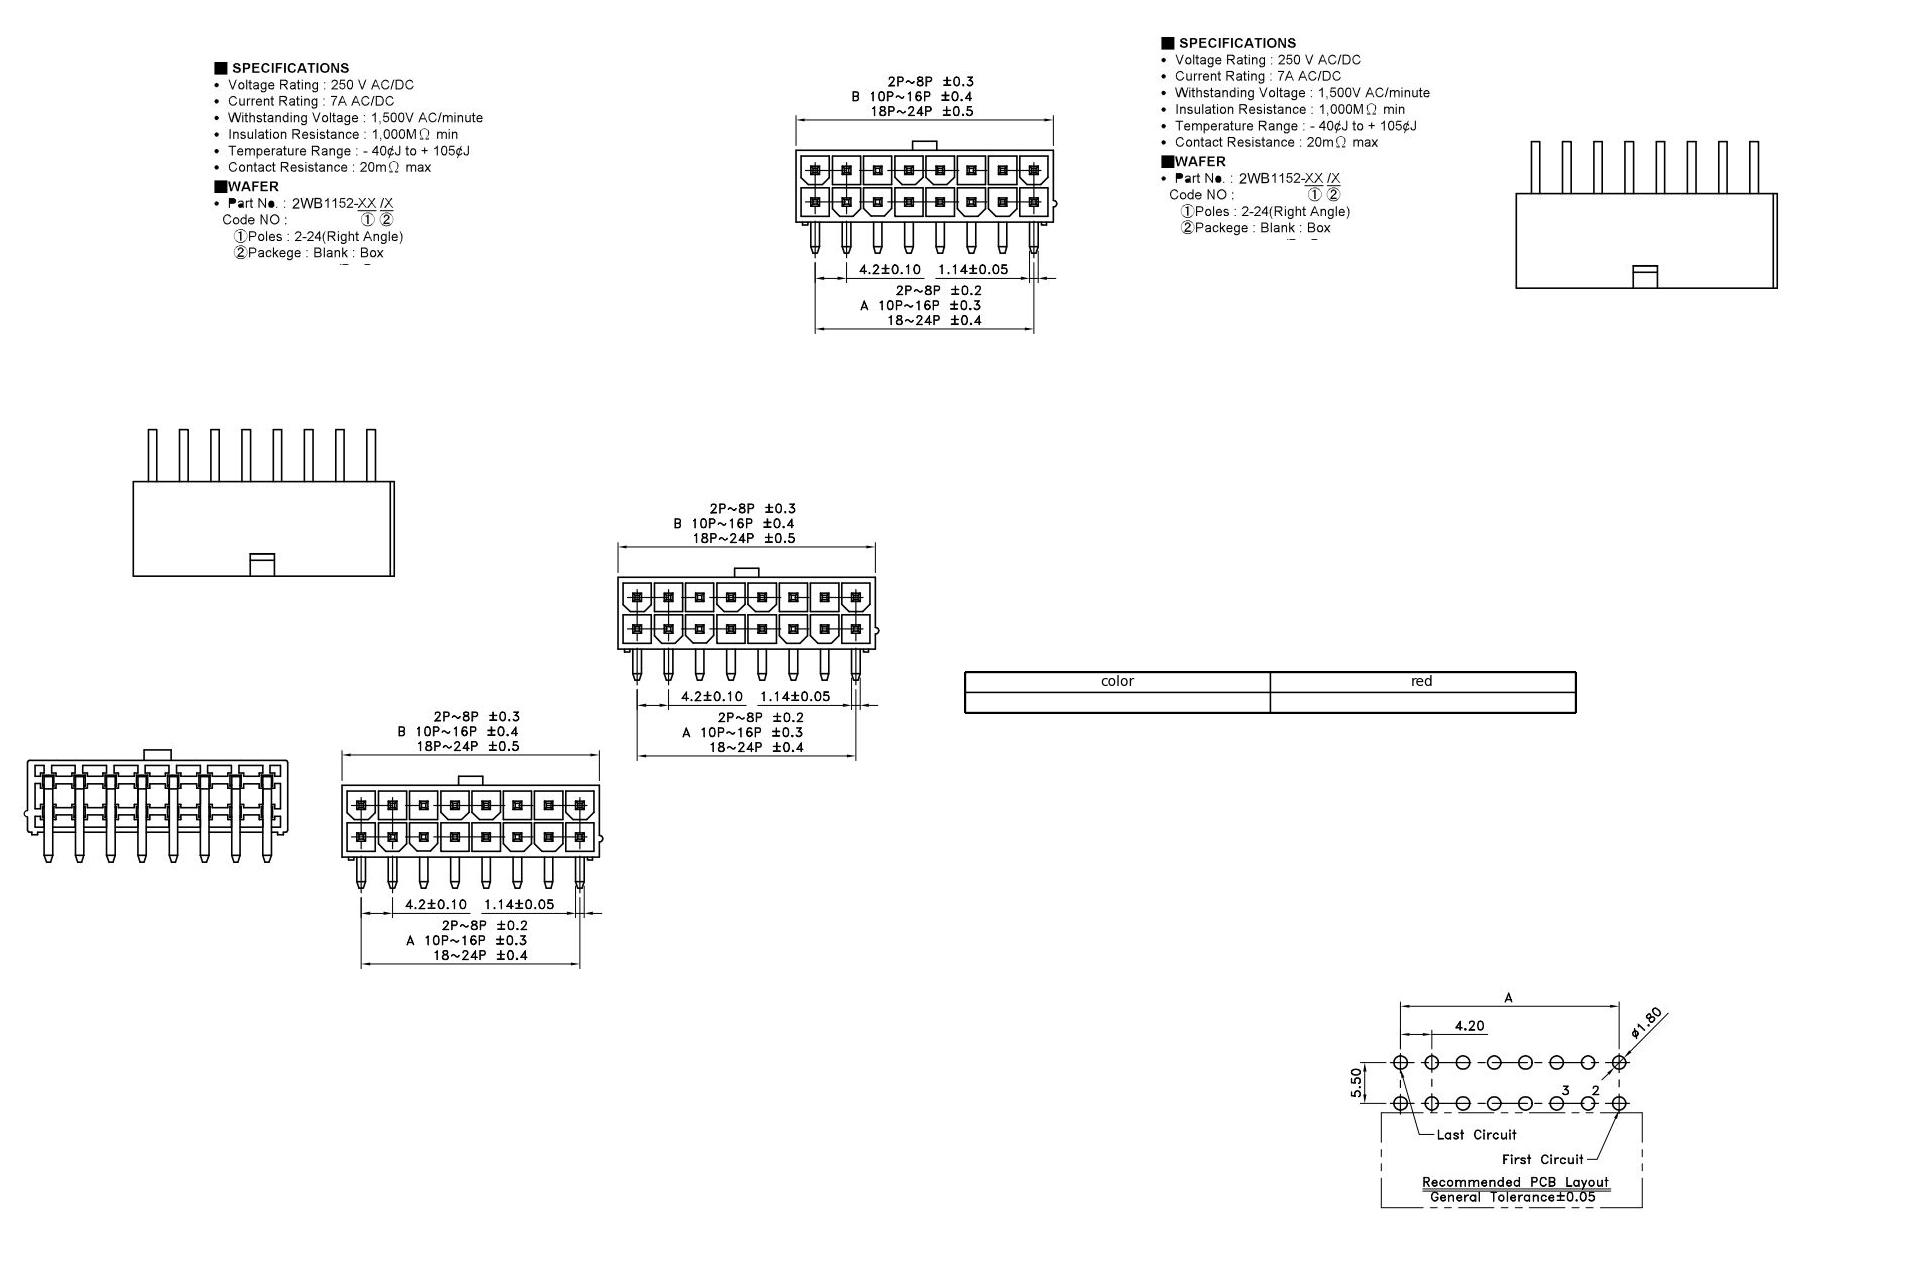 ■ SPECIFICATIONS
• Voltage Rating : 250 V AC/DC
• Current Rating : 7A AC/DC
• Withstanding Voltage : 1,500V AC/minute
• Insulation Resistance : 1,000MΩ min
• Temperature Range : - 40¢J to + 105¢J
• Contact Resistance : 20mΩ max
■WAFER
• Part No. : 2WB1152-XX /X
Code NO : ① ②
①Poles : 2-24(Right Angle)
②Packege : Blank : Box
2P~8P ±0.3
B 10P~16P ±0.4
18P~24P ±0.5
4.2±0.10 1.14±0.05
2P~8P ±0.2
A 10P~16P ±0.3
18~24P ±0.4
■ SPECIFICATIONS
• Voltage Rating : 250 V AC/DC
• Current Rating : 7A AC/DC
• Withstanding Voltage : 1,500V AC/minute
• Insulation Resistance : 1,000MΩ min
• Temperature Range : - 40¢J to + 105¢J
• Contact Resistance : 20mΩ max
■WAFER
• Part No. : 2WB1152-XX /X
Code NO : ① ②
①Poles : 2-24(Right Angle)
②Packege : Blank : Box
2P~8P ±0.3
B 10P~16P ±0.4
18P~24P ±0.5
4.2±0.10 1.14±0.05
2P~8P ±0.2
A 10P~16P ±0.3
18~24P ±0.4
color red
2P~8P ±0.3
B 10P~16P ±0.4
18P~24P ±0.5
4.2±0.10 1.14±0.05
2P~8P ±0.2
A 10P~16P ±0.3
18~24P ±0.4
A
4.20
ø1.80
5.50
3 2
Last Circuit
First Circuit
Recommended PCB Layout
General Tolerance±0.05